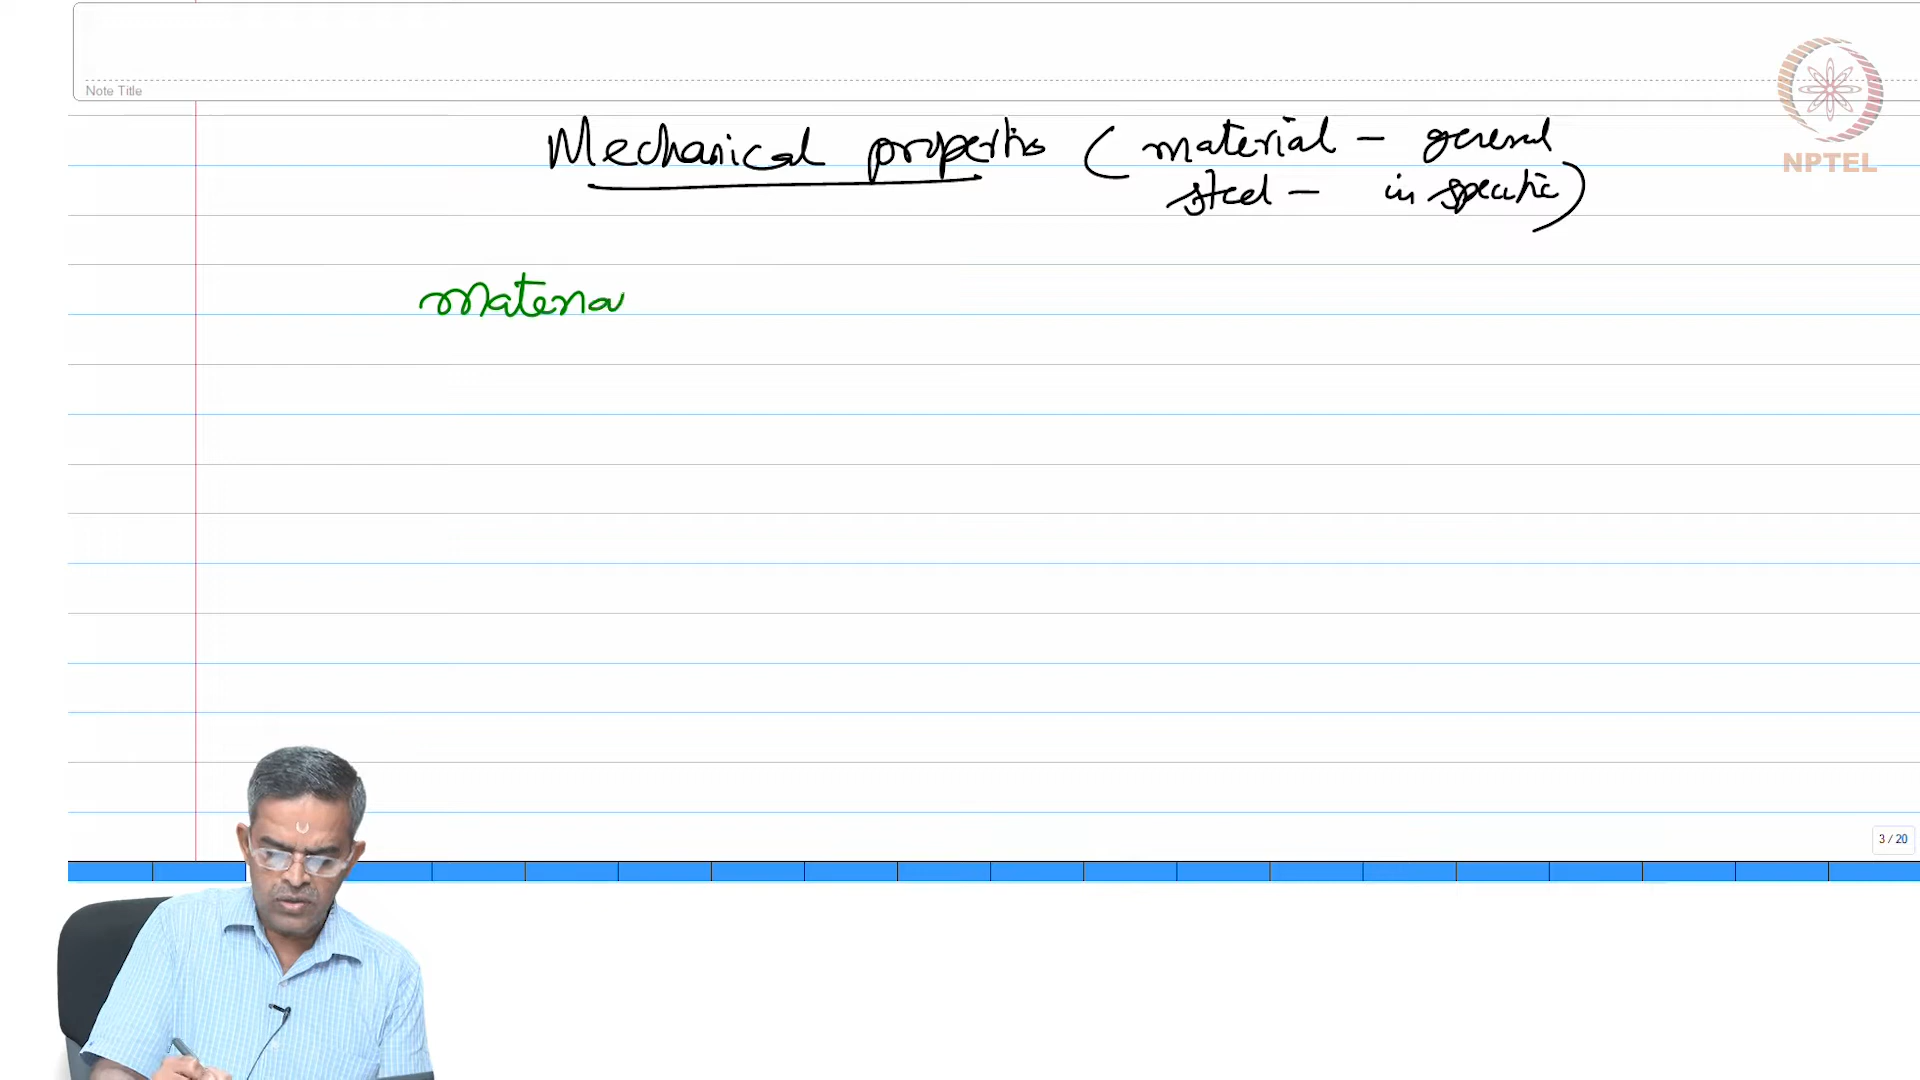 Note Title
Mechanical properties ( material - general
steel - in specific )
materia
NPTEL
3 / 20